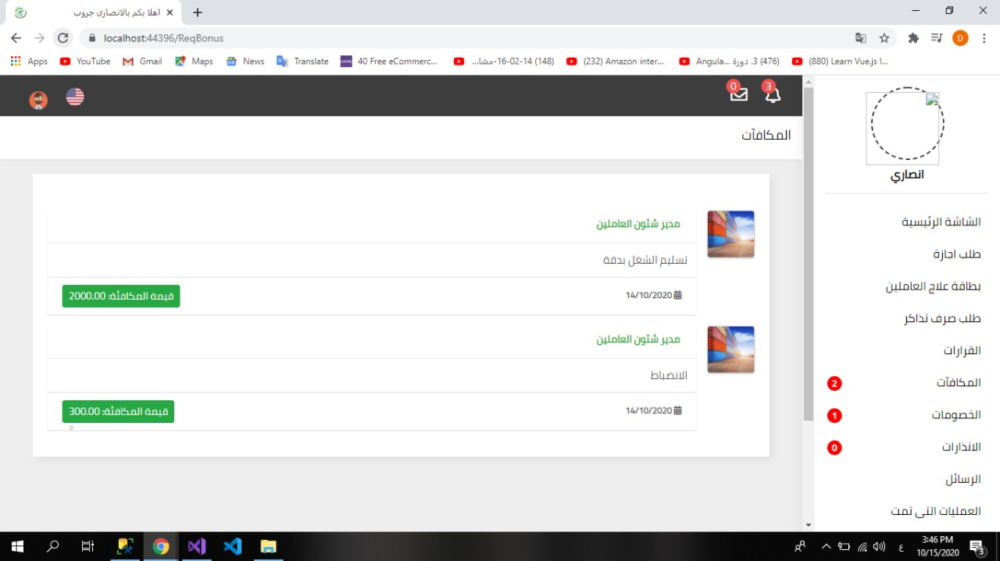 اهلا بكم بالانصارى جروب
localhost:44396/ReqBonus
Apps
YouTube
Gmail
Maps
News
Translate
40 Free eCommerc...
(148) 16-02-14-مشا...
(232) Amazon inter...
(476) 3. دورة Angula...
(880) Learn Vue.js I...
0
3
المكافآت
مدير شئون العاملين
تسليم الشغل بدقة
14/10/2020
قيمة المكافئة: 2000.00
مدير شئون العاملين
الانضباط
14/10/2020
قيمة المكافئة: 300.00
انصاري
الشاشة الرئيسية
طلب اجازة
بطاقة علاج العاملين
طلب صرف تذاكر
القرارات
المكافآت 2
الخصومات 1
الانذارات 0
الرسائل
العمليات التى تمت
D
ع
3:46 PM
10/15/2020
3